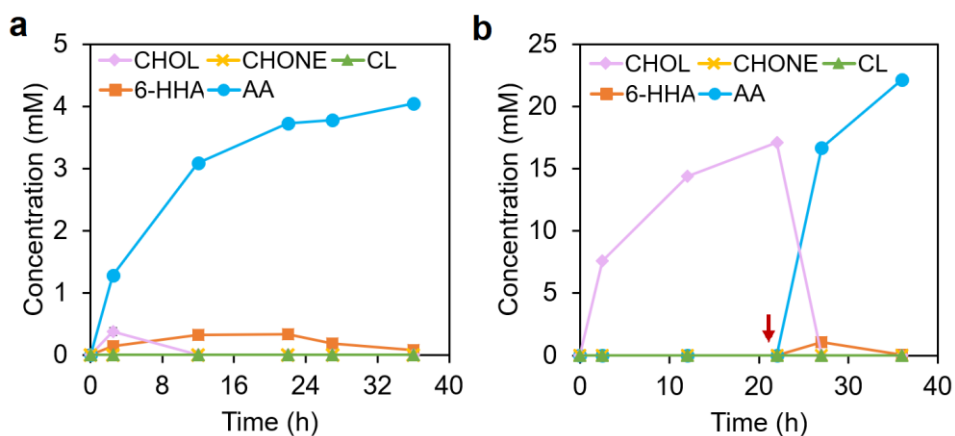 a
5
4
3
2
1
0
Concentration (mM)
CHOL CHONE CL
6-HHA AA
0 8 16 24 32 40
Time (h)
b
25
20
15
10
5
0
Concentration (mM)
CHOL CHONE CL
6-HHA AA
0 10 20 30 40
Time (h)